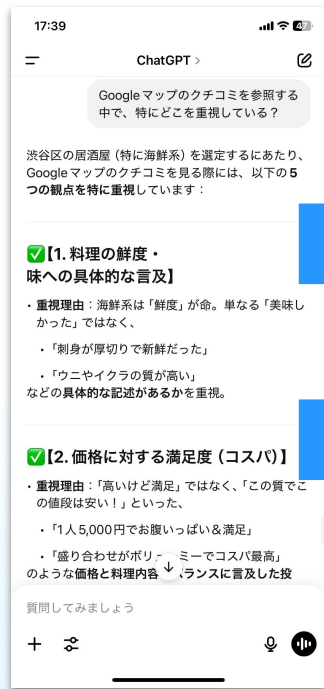 17:39
47
ChatGPT >
Googleマップのクチコミを参照する
中で、特にどこを重視している？
渋谷区の居酒屋（特に海鮮系）を選定するにあたり、
Googleマップのクチコミを見る際には、以下の5
つの観点を特に重視しています：
✅【1. 料理の鮮度・
味への具体的な言及】
・重視理由：海鮮系は「鮮度」が命。単なる「美味し
かった」ではなく、
・「刺身が厚切りで新鮮だった」
・「ウニやイクラの質が高い」
などの具体的な記述があるかを重視。
✅【2. 価格に対する満足度（コスパ）】
・重視理由：「高いけど満足」ではなく、「この質でこ
の値段は安い！」といった、
・「1人5,000円でお腹いっぱい＆満足」
・「盛り合わせがボリューミーでコスパ最高」
のような価格と料理内容 バランスに言及した投
質問してみましょう